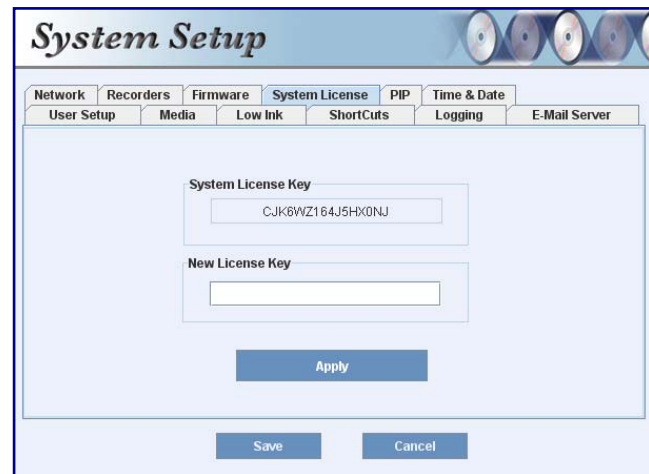 System Setup
Network Recorders Firmware System License PIP Time & Date
User Setup Media Low Ink ShortCuts Logging E-Mail Server
System License Key
CJK6WZ164J5HX0NJ
New License Key
Apply
Save Cancel